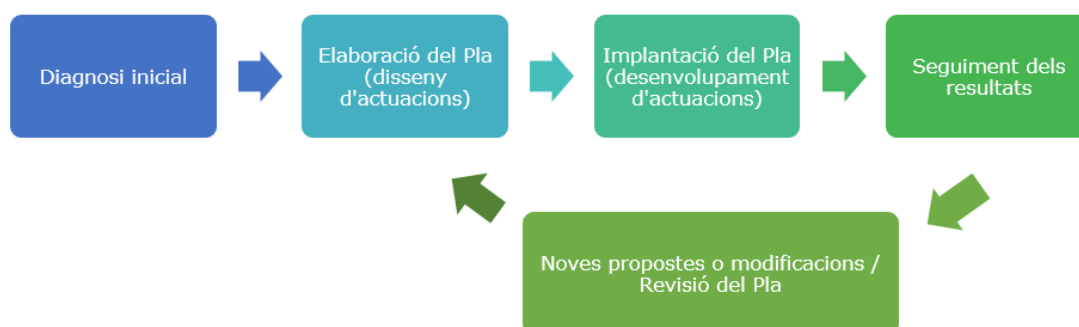 Diagnosi inicial
Elaboració del Pla
(disseny
d'actuacions)
Implantació del Pla
(desenvolupament
d'actuacions)
Seguiment dels
resultats
Noves propostes o modificacions /
Revisió del Pla